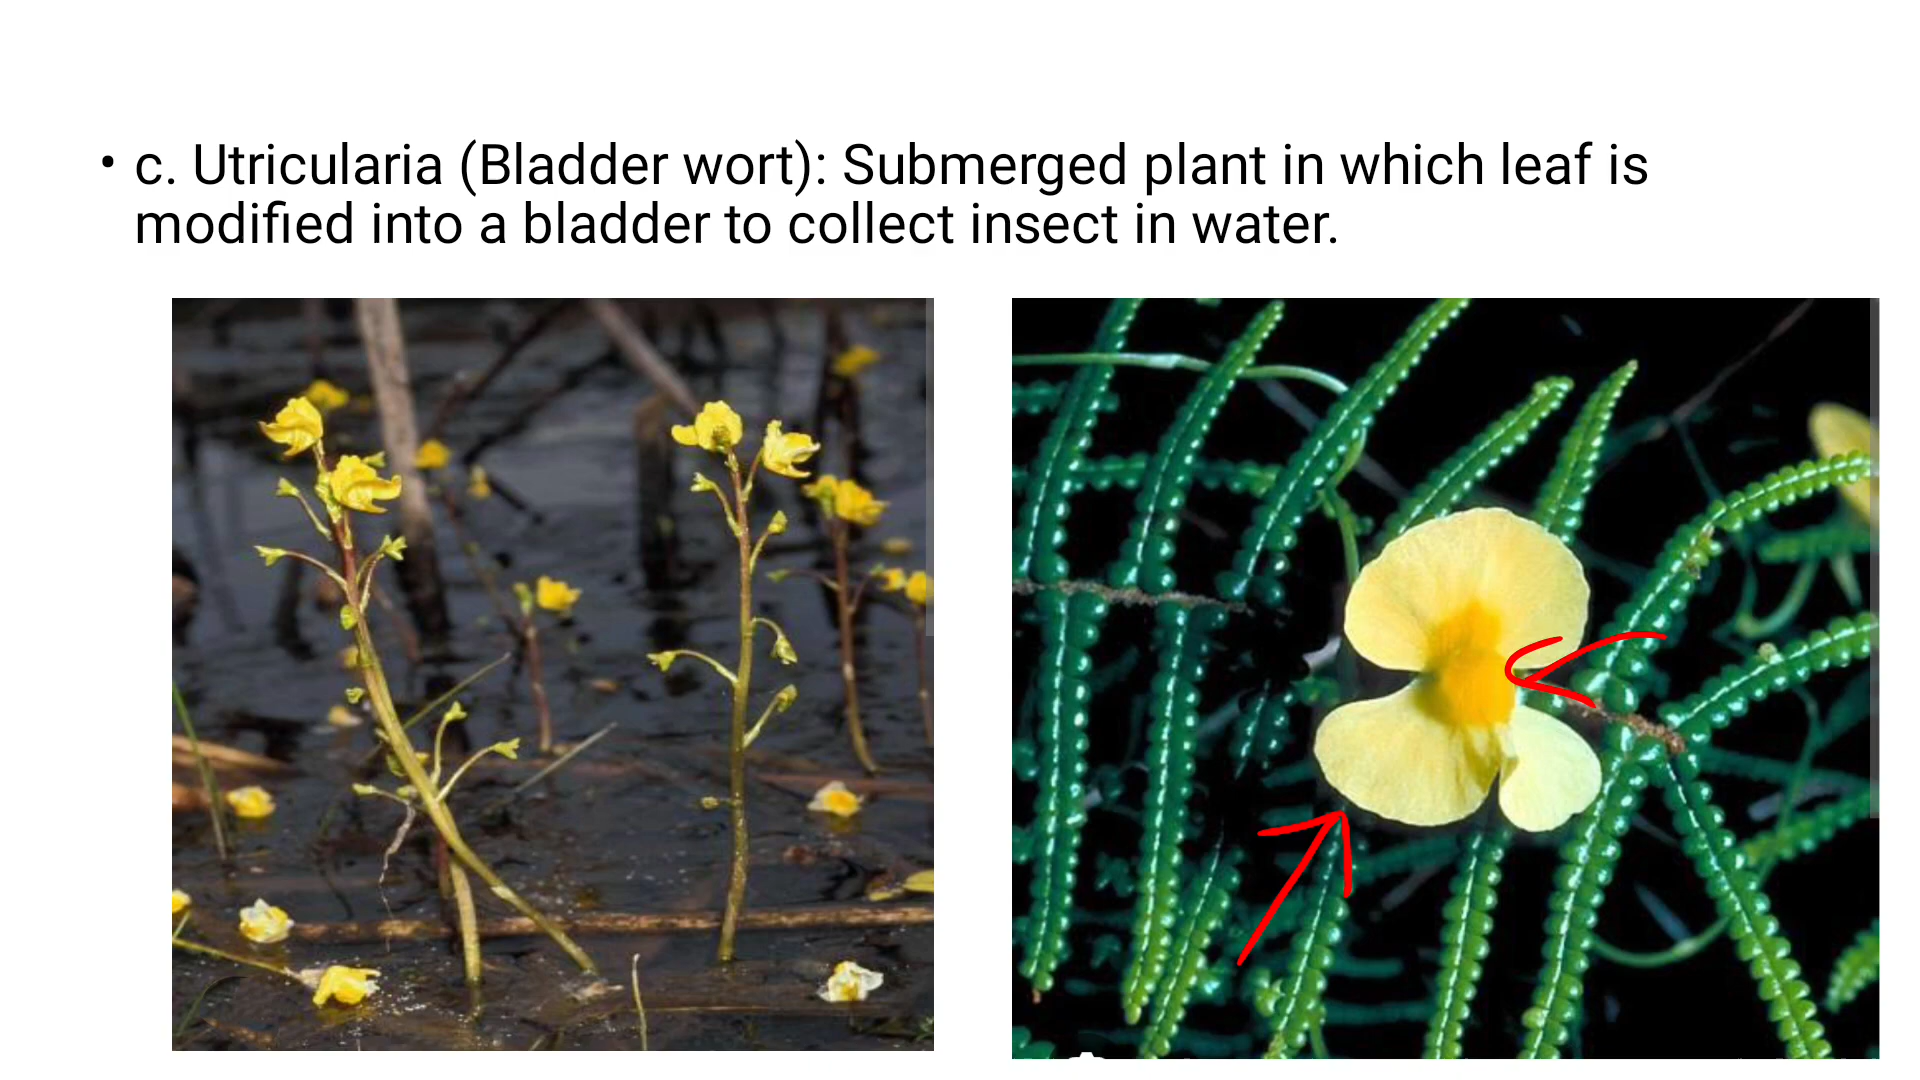 • c. Utricularia (Bladder wort): Submerged plant in which leaf is
modified into a bladder to collect insect in water.